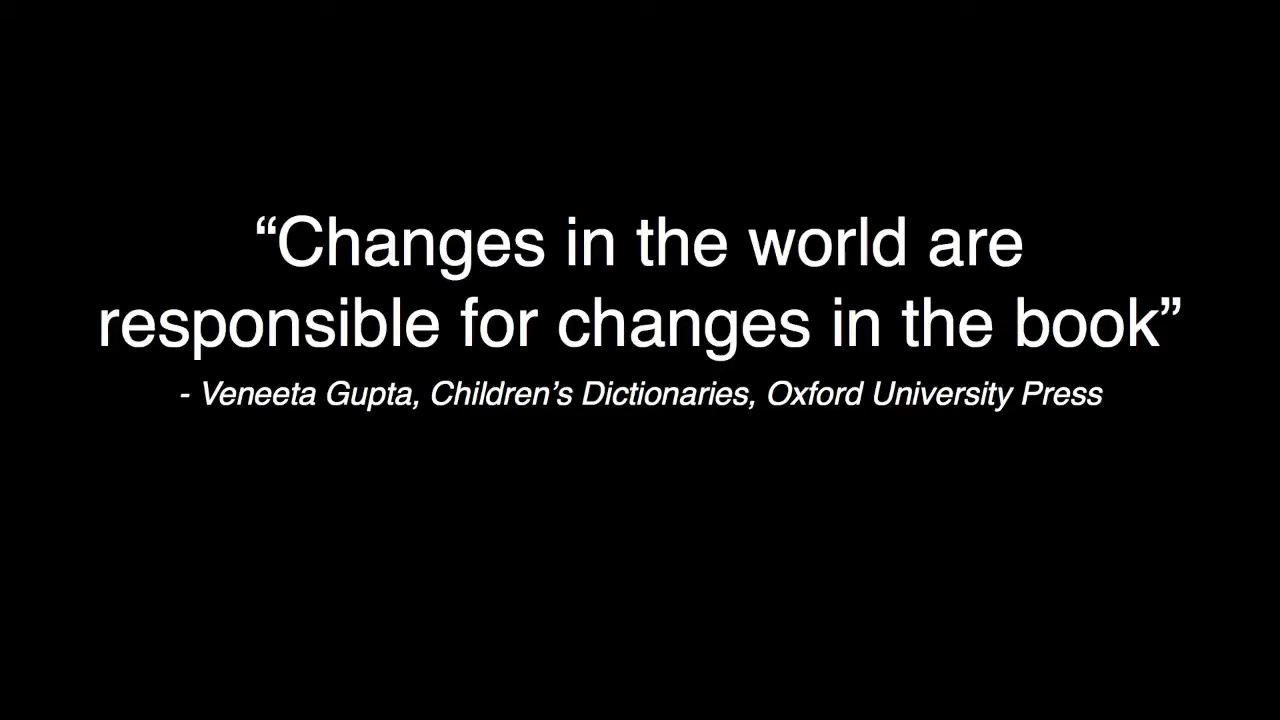 “Changes in the world are
responsible for changes in the book”
- Veneeta Gupta, Children’s Dictionaries, Oxford University Press